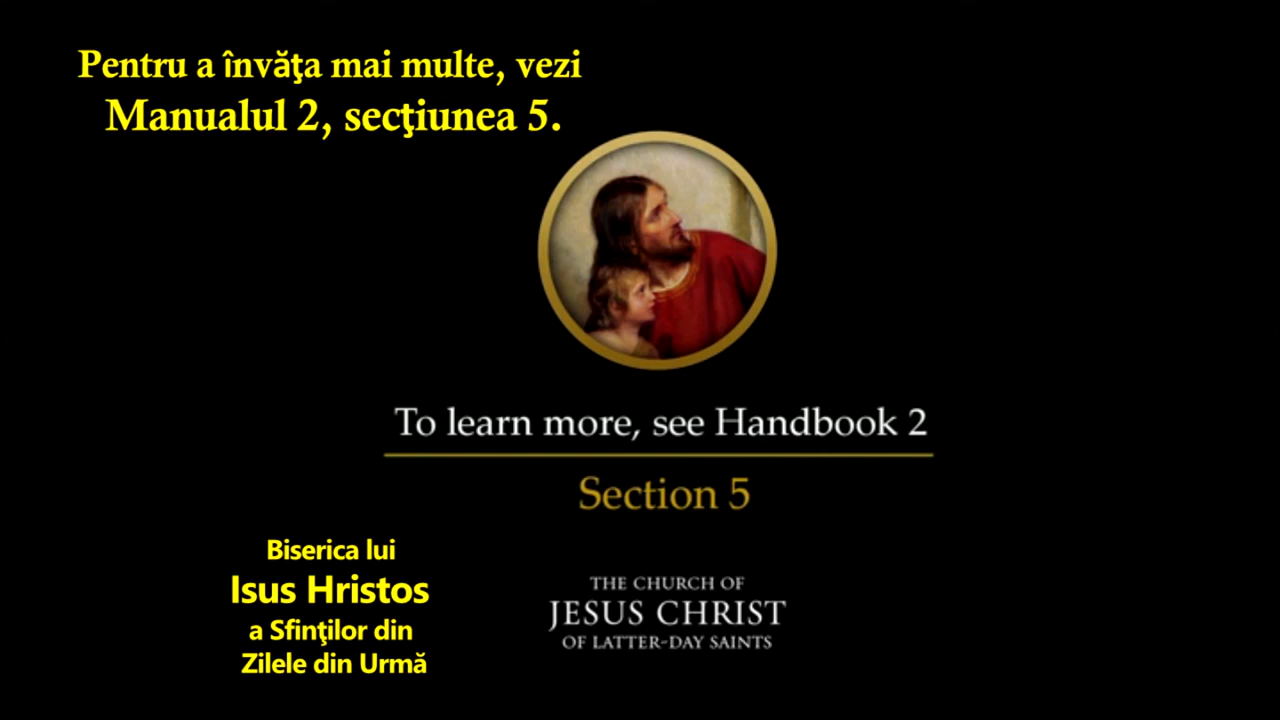 Pentru a învăţa mai multe, vezi
Manualul 2, secţiunea 5.
To learn more, see Handbook 2
Section 5
Biserica lui
Isus Hristos
a Sfinţilor din
Zilele din Urmă
THE CHURCH OF
JESUS CHRIST
OF LATTER-DAY SAINTS